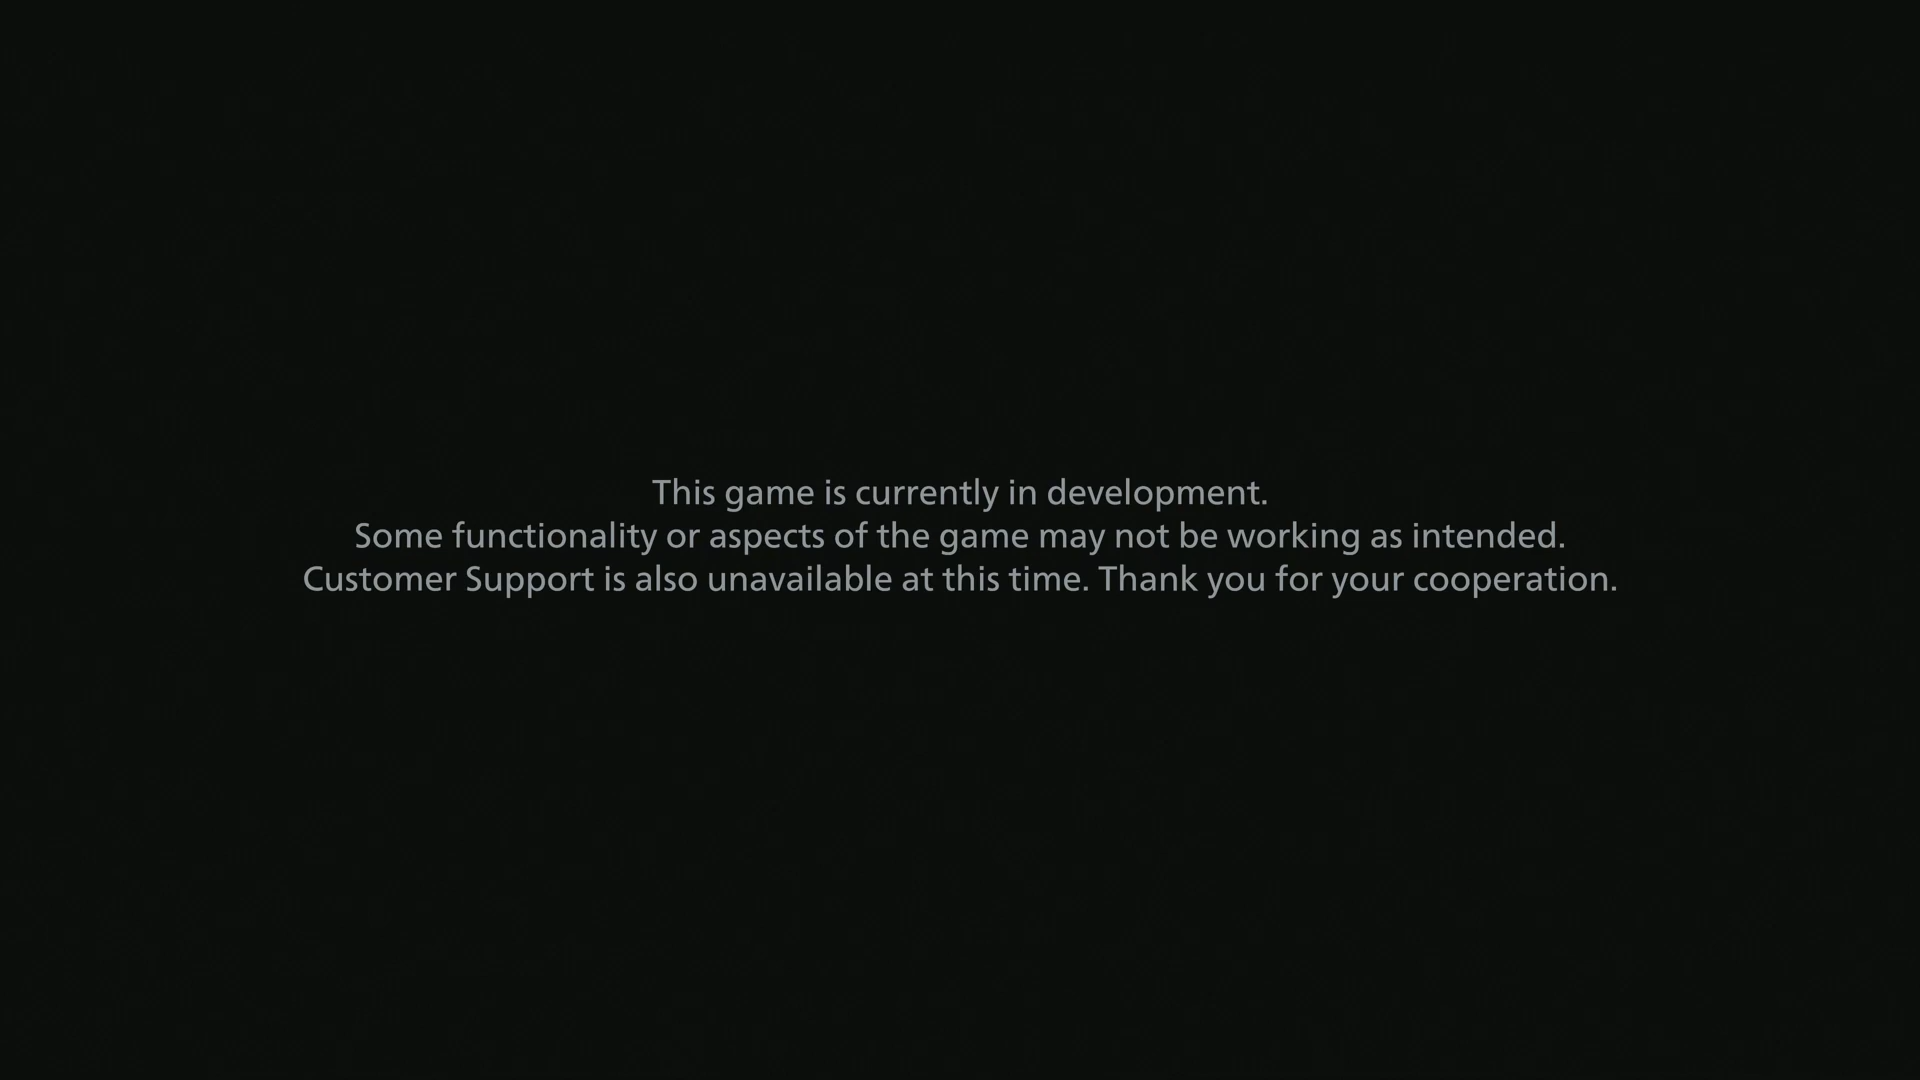 This game is currently in development.
Some functionality or aspects of the game may not be working as intended.
Customer Support is also unavailable at this time. Thank you for your cooperation.